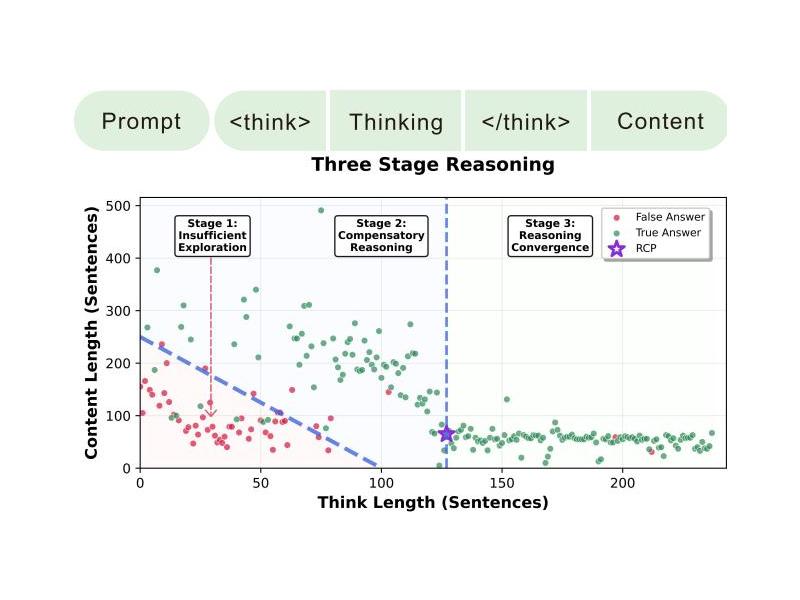 Prompt <think> Thinking </think> Content
Three Stage Reasoning
Content Length (Sentences)
500
400
300
200
100
0
Stage 1:
Insufficient
Exploration
Stage 2:
Compensatory
Reasoning
Stage 3:
Reasoning
Convergence
False Answer
True Answer
RCP
0 50 100 150 200
Think Length (Sentences)